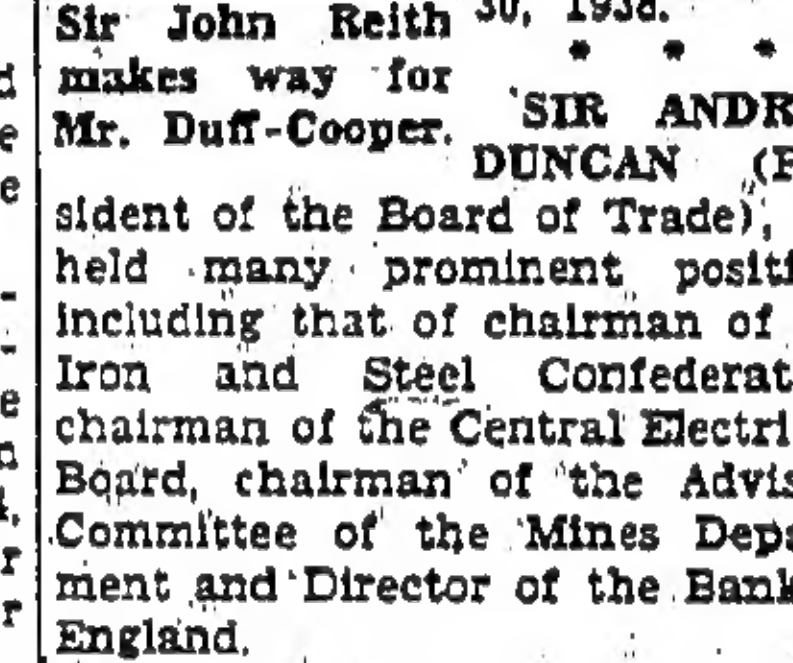 Sir John Reith
makes way for
Mr. Duff-Cooper.
30, 1938.
* * *
SIR ANDR
DUNCAN (P
sident of the Board of Trade),
held many prominent positi
including that of chairman of
Iron and Steel Confederat
chairman of the Central Electri
Board, chairman of the Advis
Committee of the Mines Depa
ment and Director of the Bank
England.